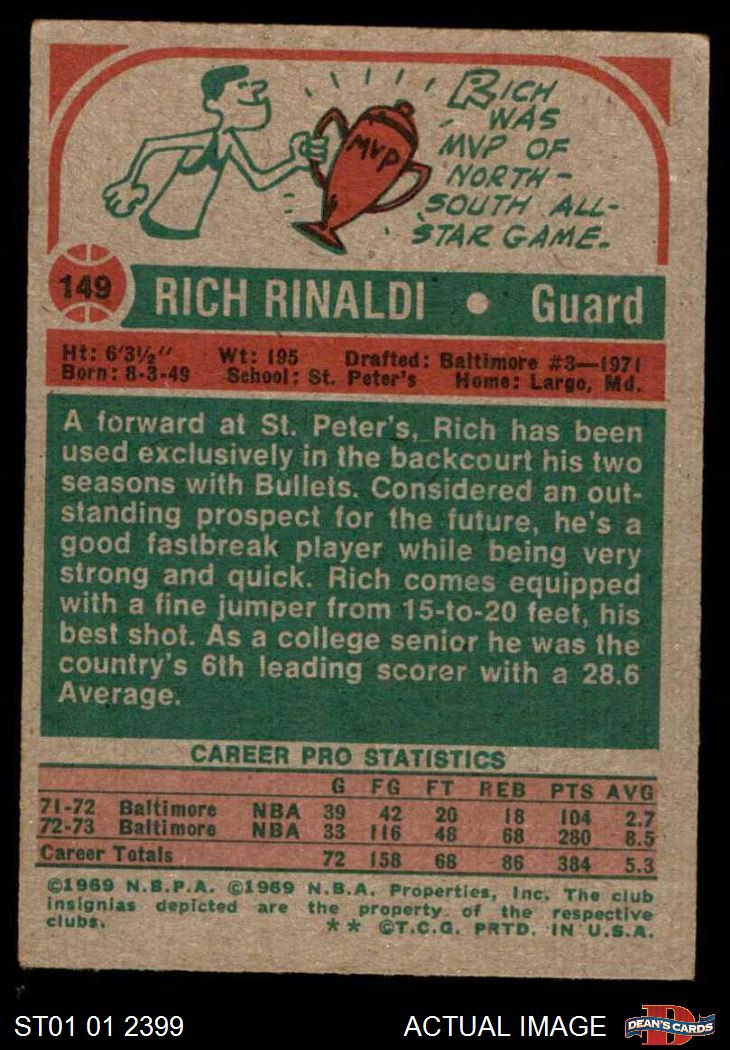 RICH
WAS
MVP OF
NORTH-
SOUTH ALL-
STAR GAME.
MVP
149
RICH RINALDI • Guard
Ht: 6'3½" Wt: 195 Drafted: Baltimore #3—1971
Born: 8-3-49 School: St. Peter's Home: Largo, Md.
A forward at St. Peter's, Rich has been
used exclusively in the backcourt his two
seasons with Bullets. Considered an out-
standing prospect for the future, he's a
good fastbreak player while being very
strong and quick. Rich comes equipped
with a fine jumper from 15-to-20 feet, his
best shot. As a college senior he was the
country's 6th leading scorer with a 28.6
Average.
CAREER PRO STATISTICS
G FG FT REB PTS AVG
71-72 Baltimore NBA 39 42 20 18 104 2.7
72-73 Baltimore NBA 33 116 48 68 280 8.5
Career Totals 72 158 68 86 384 5.3
©1969 N.B.P.A. ©1969 N.B.A. Properties, Inc. The club
insignias depicted are the property of the respective
clubs. ** ©T.C.G. PRTD. IN U.S.A.
ST01 01 2399 ACTUAL IMAGE
D
DEAN'S CARDS